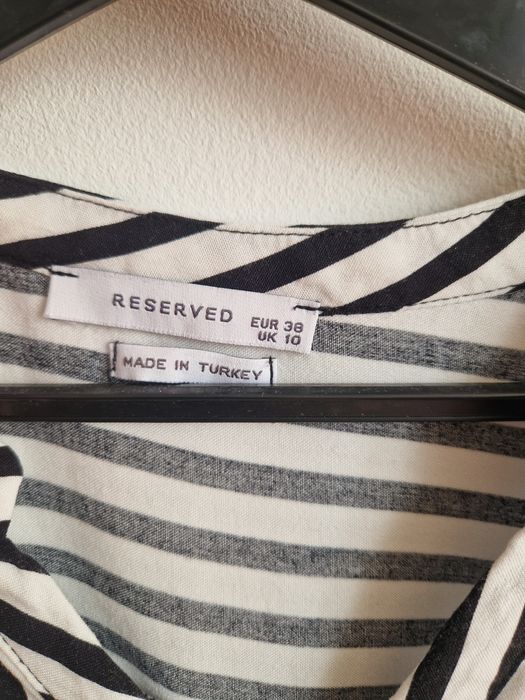 RESERVED
EUR 38
UK 10
MADE IN TURKEY